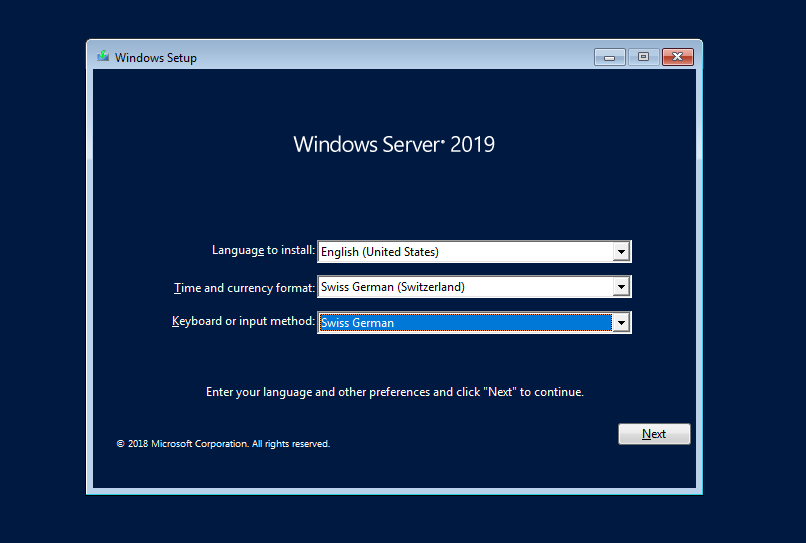 Windows Setup
Windows Server® 2019
Language to install: English (United States)
Time and currency format: Swiss German (Switzerland)
Keyboard or input method: Swiss German
Enter your language and other preferences and click "Next" to continue.
Next
© 2018 Microsoft Corporation. All rights reserved.